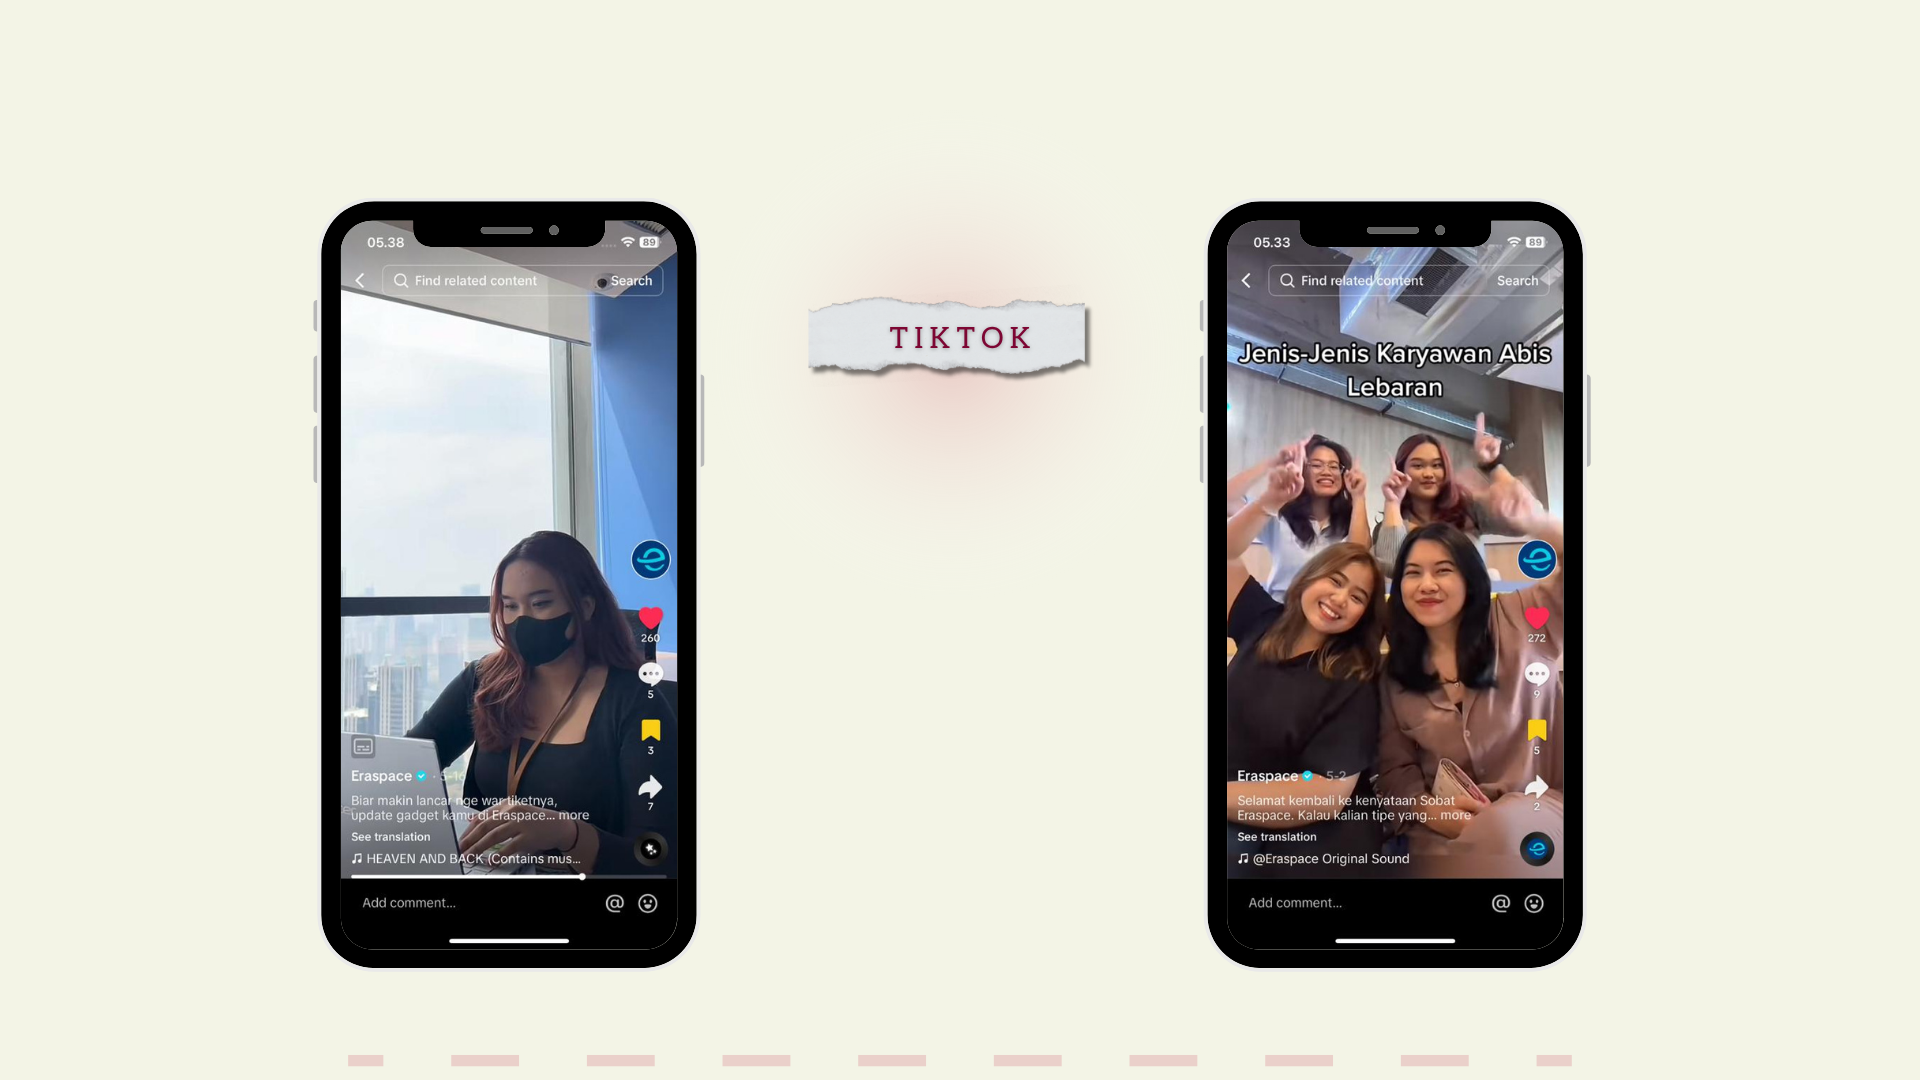 05.38
89
Find related content
Search
260
5
3
7
Eraspace · 5-16
Biar makin lancar nge war tiketnya,
update gadget kamu di Eraspace... more
See translation
HEAVEN AND BACK (Contains mus...
Add comment...
TIKTOK
05.33
89
Find related content
Search
Jenis-Jenis Karyawan Abis
Lebaran
272
9
5
2
Eraspace · 5-2
Selamat kembali ke kenyataan Sobat
Eraspace. Kalau kalian tipe yang... more
See translation
@Eraspace Original Sound
Add comment...